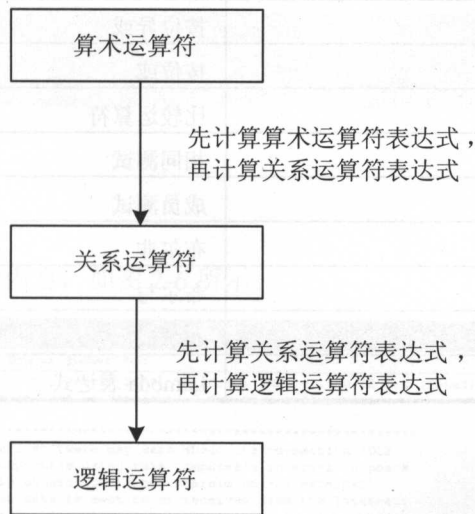 算术运算符
先计算算术运算符表达式，
再计算关系运算符表达式
关系运算符
先计算关系运算符表达式，
再计算逻辑运算符表达式
逻辑运算符